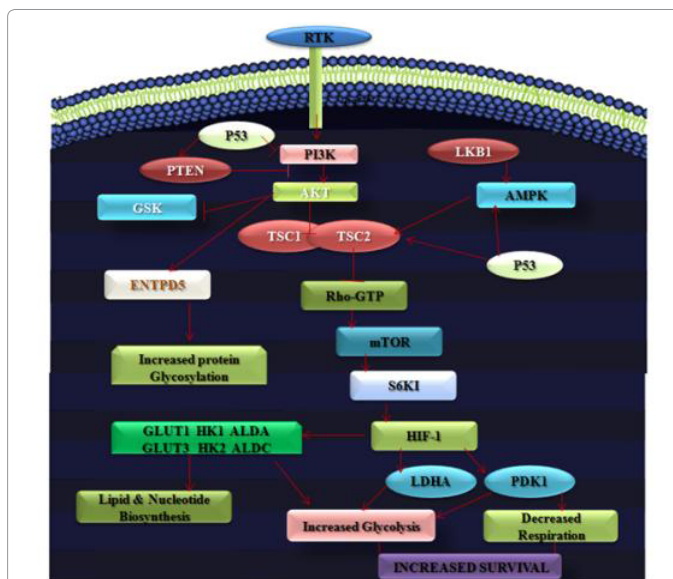 RTK
P53
PI3K
LKB1
PTEN
AKT
AMPK
GSK
TSC1
TSC2
P53
ENTPD5
Rho-GTP
mTOR
Increased protein
Glycosylation
S6KI
GLUT1 HK1 ALDA
GLUT3 HK2 ALDC
HIF-1
LDHA
PDK1
Lipid & Nucleotide
Biosynthesis
Increased Glycolysis
Decreased
Respiration
INCREASED SURVIVAL